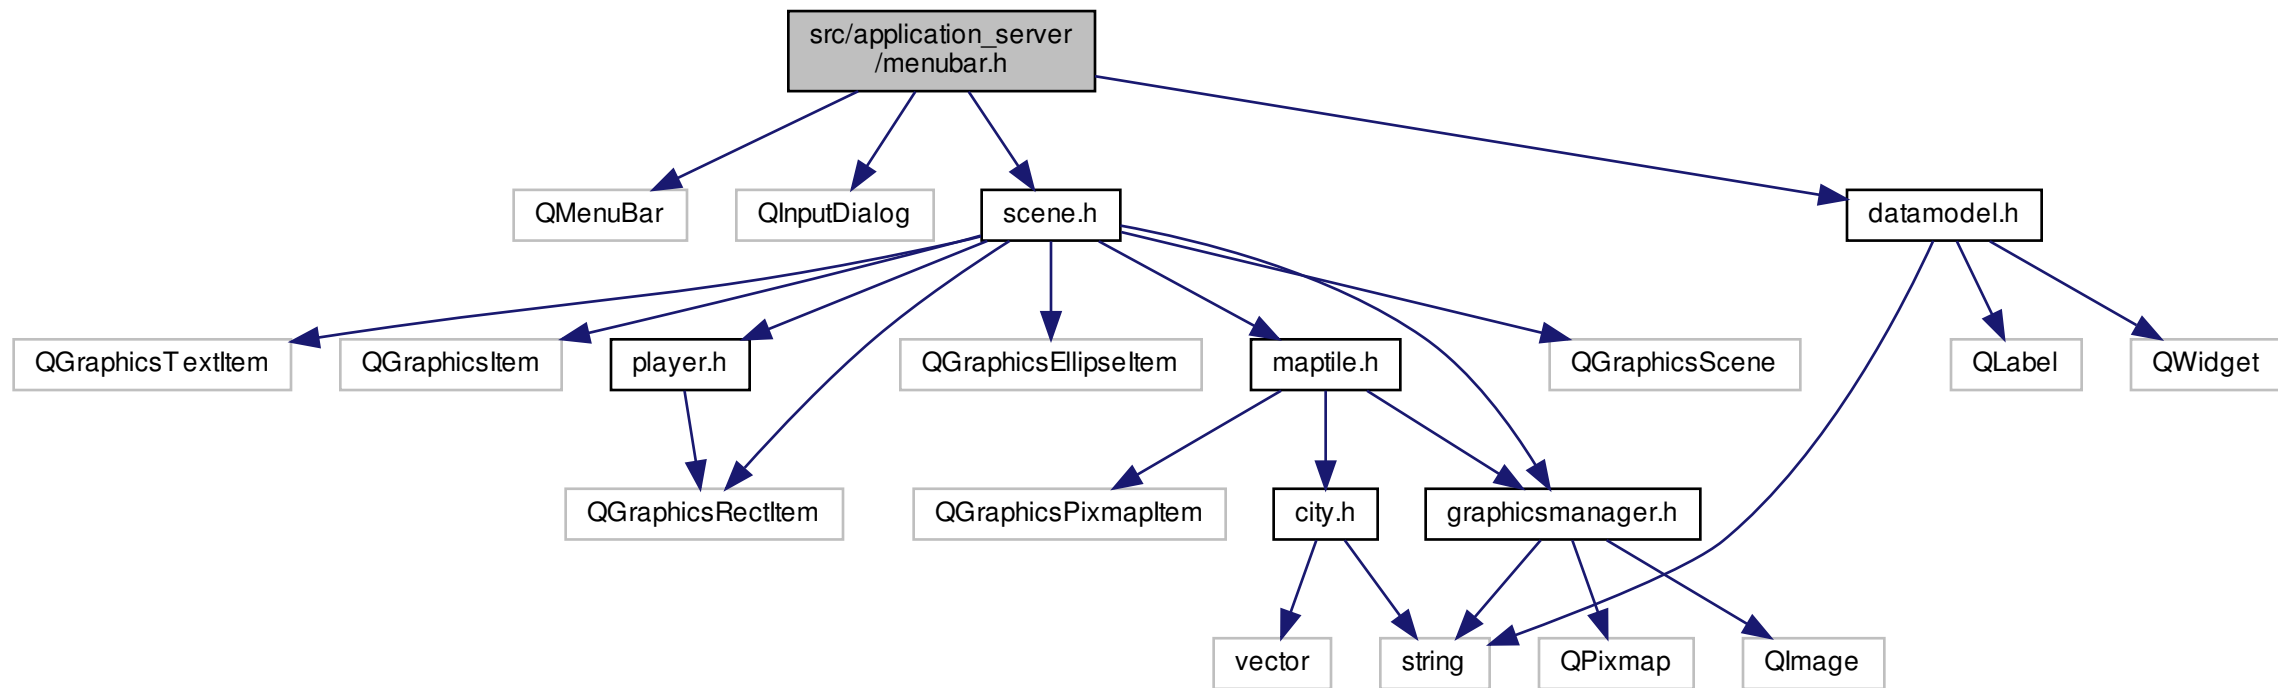 src/application_server
/menubar.h
QMenuBar
QInputDialog
scene.h
datamodel.h
QGraphicsTextItem
QGraphicsItem
player.h
QGraphicsEllipseItem
maptile.h
QGraphicsScene
QLabel
QWidget
QGraphicsRectItem
QGraphicsPixmapItem
city.h
graphicsmanager.h
vector
string
QPixmap
QImage